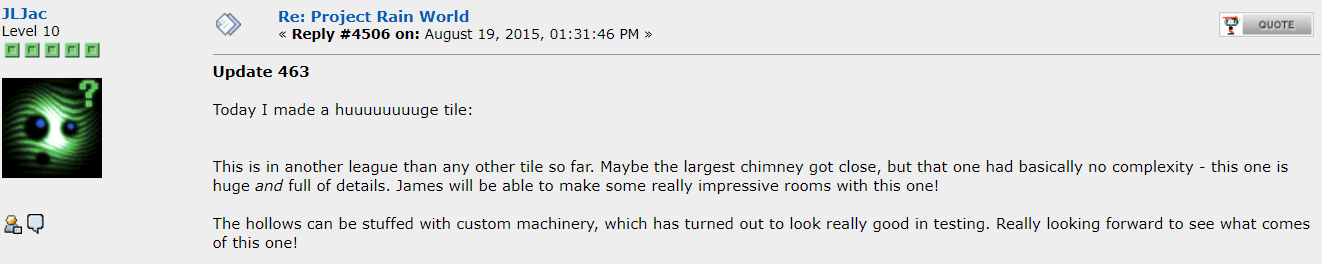 JLJac
Level 10
Re: Project Rain World
« Reply #4506 on: August 19, 2015, 01:31:46 PM »
QUOTE
Update 463
Today I made a huuuuuuuuge tile:
This is in another league than any other tile so far. Maybe the largest chimney got close, but that one had basically no complexity - this one is
huge and full of details. James will be able to make some really impressive rooms with this one!
The hollows can be stuffed with custom machinery, which has turned out to look really good in testing. Really looking forward to see what comes
of this one!